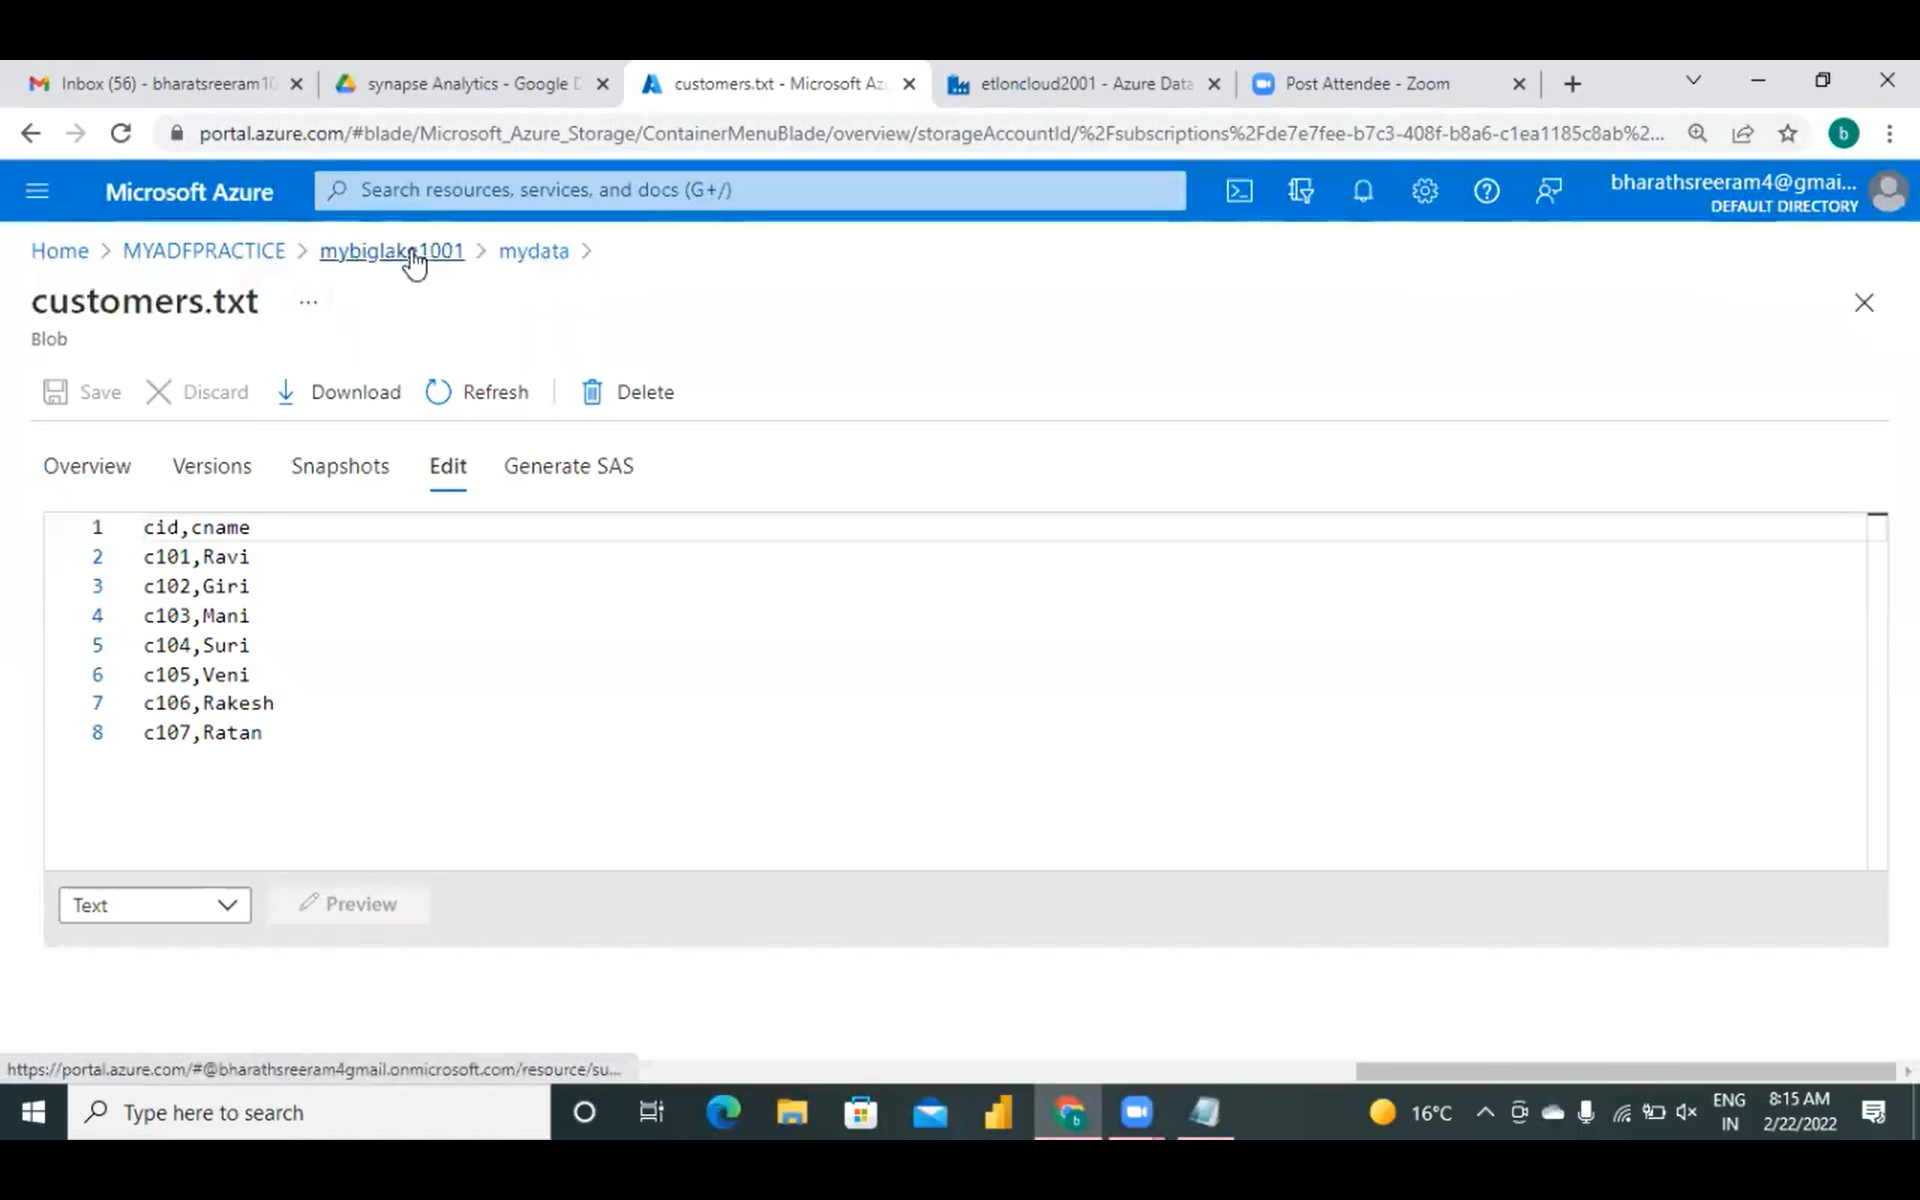 Inbox (56) - bharatsreeram10
synapse Analytics - Google D
customers.txt - Microsoft Az
etloncloud2001 - Azure Data
Post Attendee - Zoom
portal.azure.com/#blade/Microsoft_Azure_Storage/ContainerMenuBlade/overview/storageAccountId/%2Fsubscriptions%2Fde7e7fee-b7c3-408f-b8a6-c1ea1185c8ab%2...
b
Microsoft Azure
Search resources, services, and docs (G+/)
bharathsreeram4@gmai...
DEFAULT DIRECTORY
Home > MYADFPRACTICE > mybiglake1001 > mydata >
customers.txt ...
Blob
Save Discard Download Refresh Delete
Overview Versions Snapshots Edit Generate SAS
1 cid,cname
2 c101,Ravi
3 c102,Giri
4 c103,Mani
5 c104,Suri
6 c105,Veni
7 c106,Rakesh
8 c107,Ratan
Text
Preview
https://portal.azure.com/#@bharathsreeram4gmail.onmicrosoft.com/resource/su...
Type here to search
16°C
ENG
IN
8:15 AM
2/22/2022